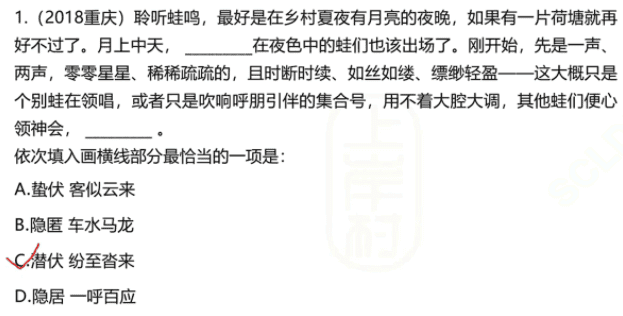 1.（2018重庆）聆听蛙鸣，最好是在乡村夏夜有月亮的夜晚，如果有一片荷塘就再
好不过了。月上中天， ________在夜色中的蛙们也该出场了。刚开始，先是一声、
两声，零零星星、稀稀疏疏的，且时断时续、如丝如缕、缥缈轻盈——这大概只是
个别蛙在领唱，或者只是吹响呼朋引伴的集合号，用不着大腔大调，其他蛙们便心
领神会， ________ 。
依次填入画横线部分最恰当的一项是：
A.蛰伏 客似云来
B.隐匿 车水马龙
C.潜伏 纷至沓来
D.隐居 一呼百应
上岸村